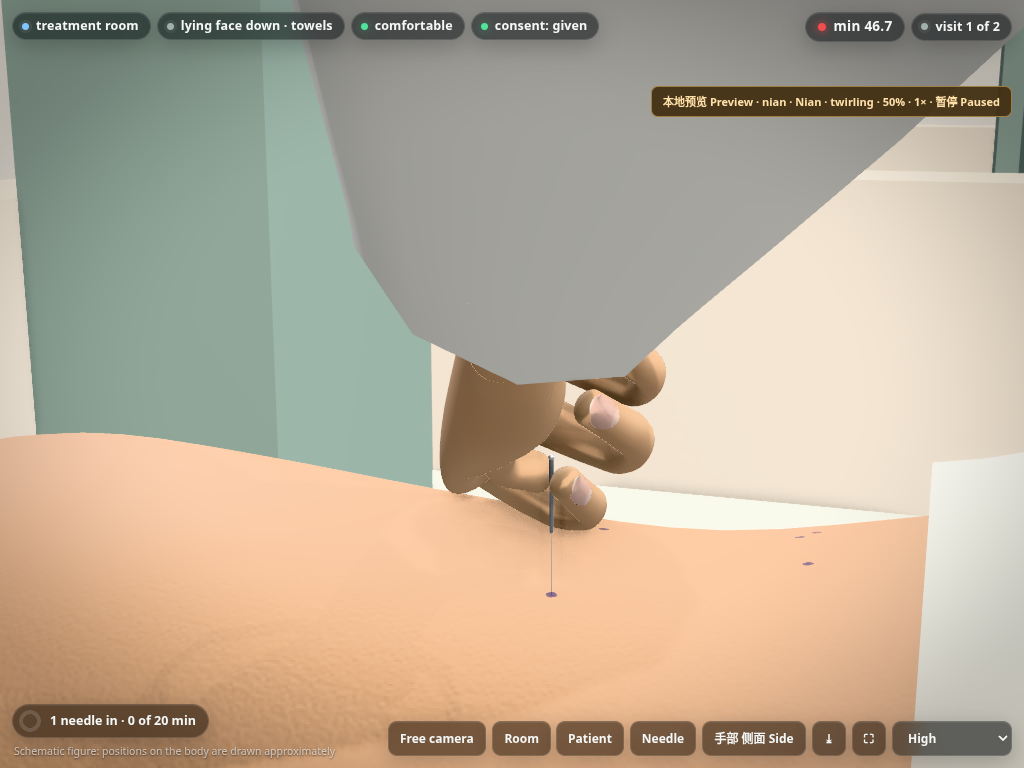 treatment room
lying face down · towels
comfortable
consent: given
min 46.7
visit 1 of 2
本地预览 Preview · nian · Nian · twirling · 50% · 1× · 暂停 Paused
1 needle in · 0 of 20 min
Schematic figure: positions on the body are drawn approximately
Free camera
Room
Patient
Needle
手部 侧面 Side
High